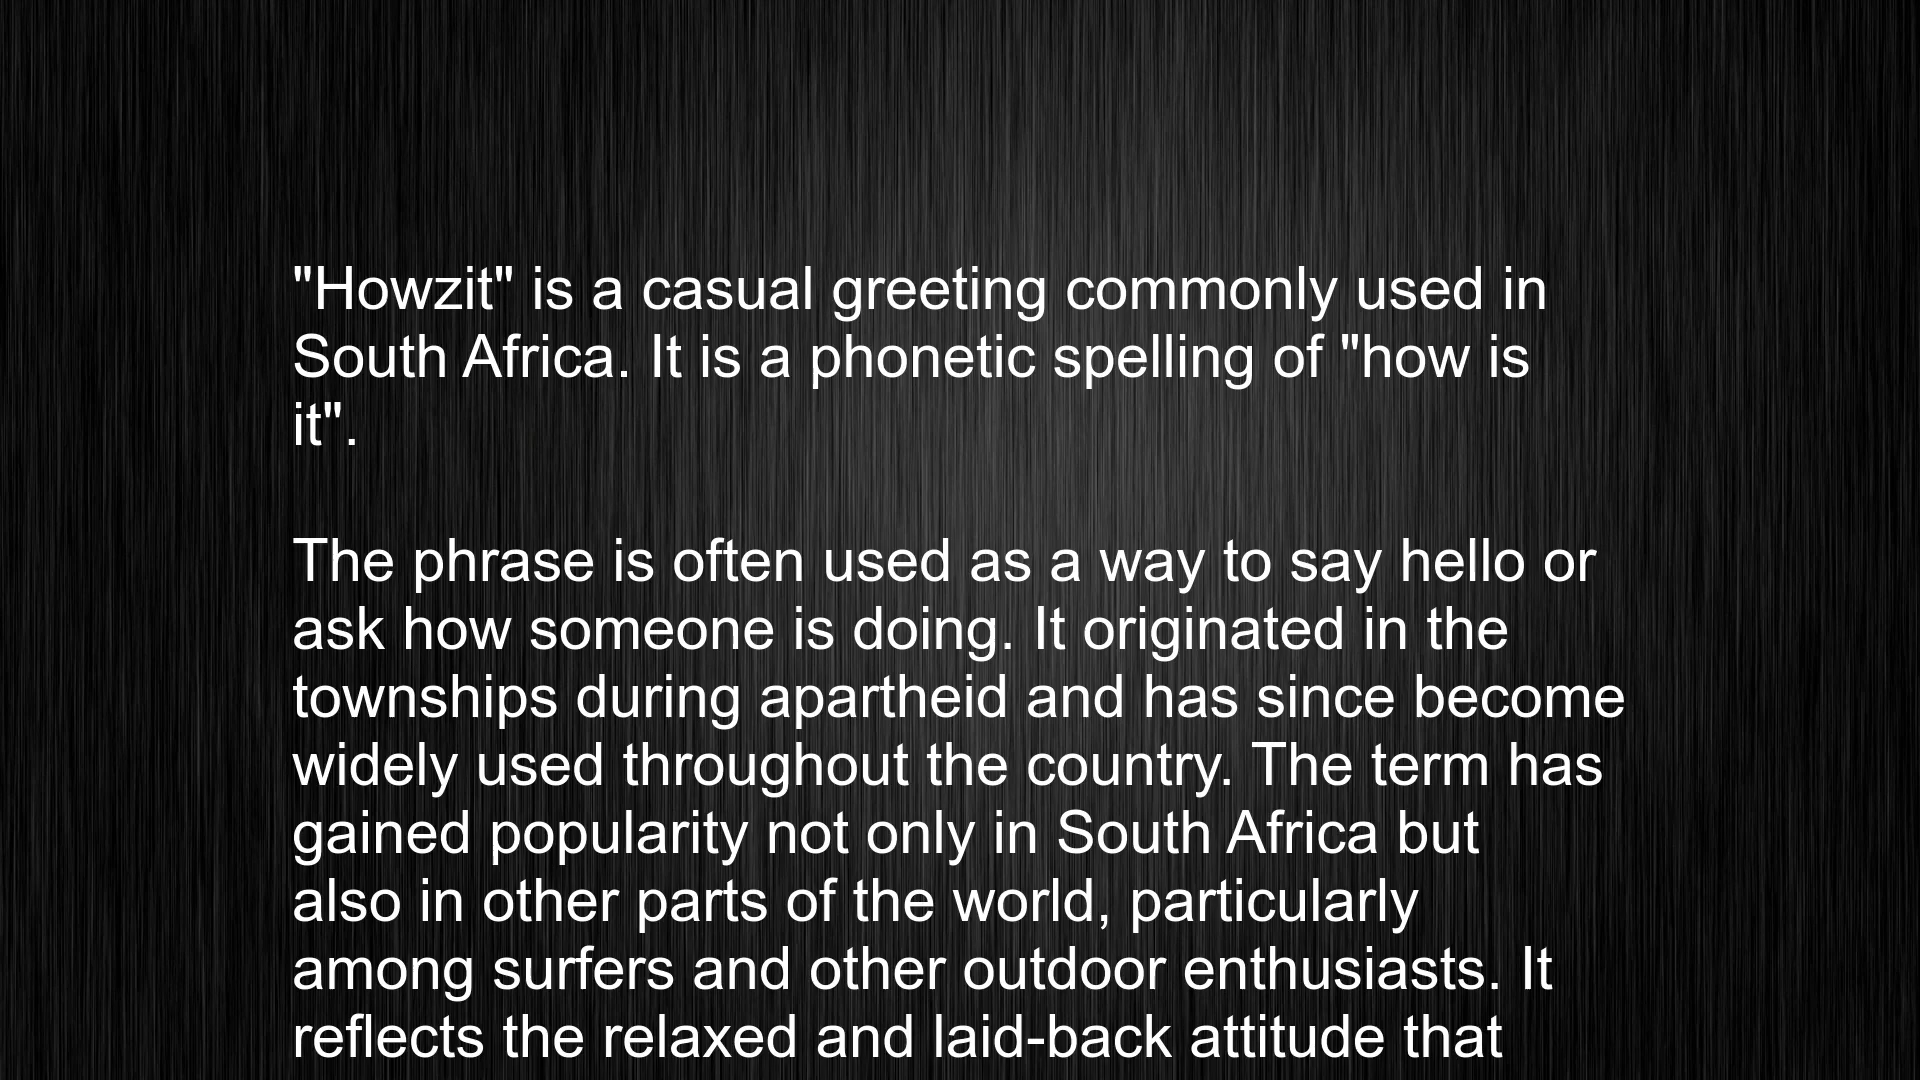 "Howzit" is a casual greeting commonly used in
South Africa. It is a phonetic spelling of "how is
it".
The phrase is often used as a way to say hello or
ask how someone is doing. It originated in the
townships during apartheid and has since become
widely used throughout the country. The term has
gained popularity not only in South Africa but
also in other parts of the world, particularly
among surfers and other outdoor enthusiasts. It
reflects the relaxed and laid-back attitude that